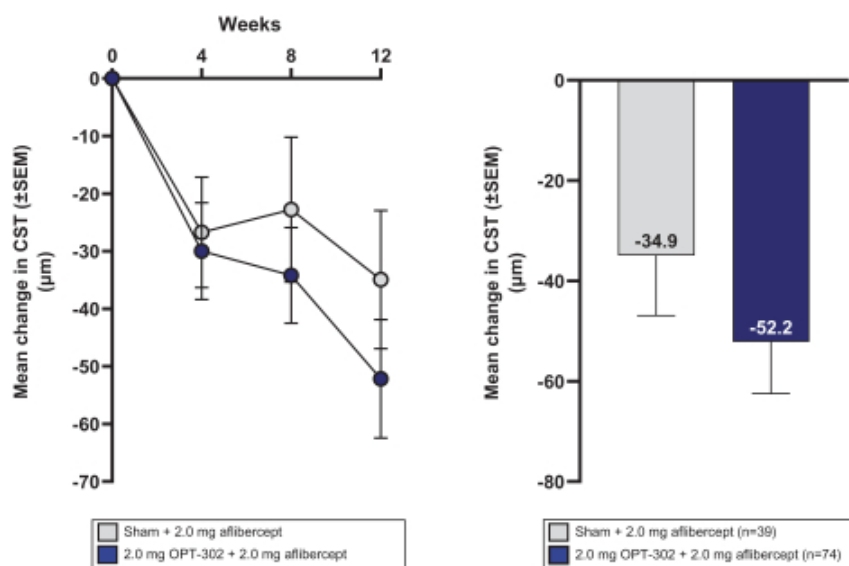 Weeks
0 4 8 12
0
-10
-20
-30
-40
-50
-60
-70
Mean change in CST (±SEM)
(µm)
Sham + 2.0 mg aflibercept
2.0 mg OPT-302 + 2.0 mg aflibercept
0
-20
-40
-60
-80
Mean change in CST (±SEM)
(µm)
-34.9
-52.2
Sham + 2.0 mg aflibercept (n=39)
2.0 mg OPT-302 + 2.0 mg aflibercept (n=74)